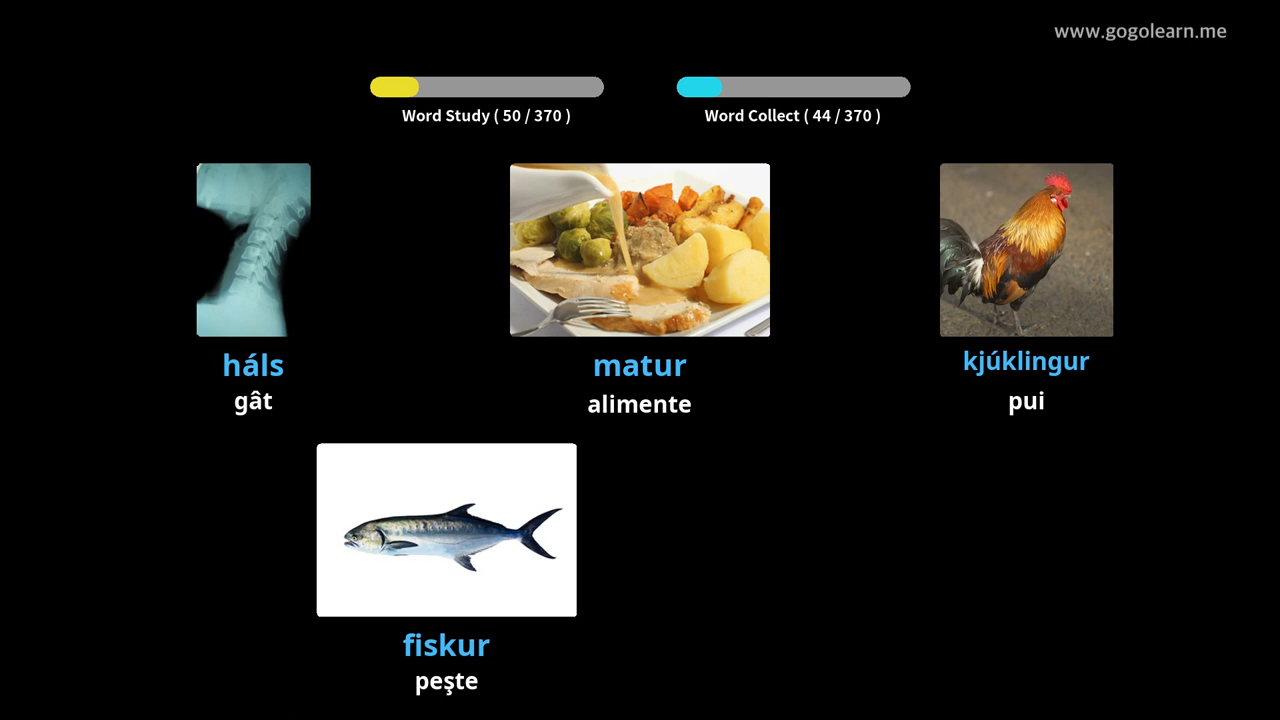 www.gogolearn.me
Word Study ( 50 / 370 )
Word Collect ( 44 / 370 )
háls
gât
matur
alimente
kjúklingur
pui
fiskur
peşte